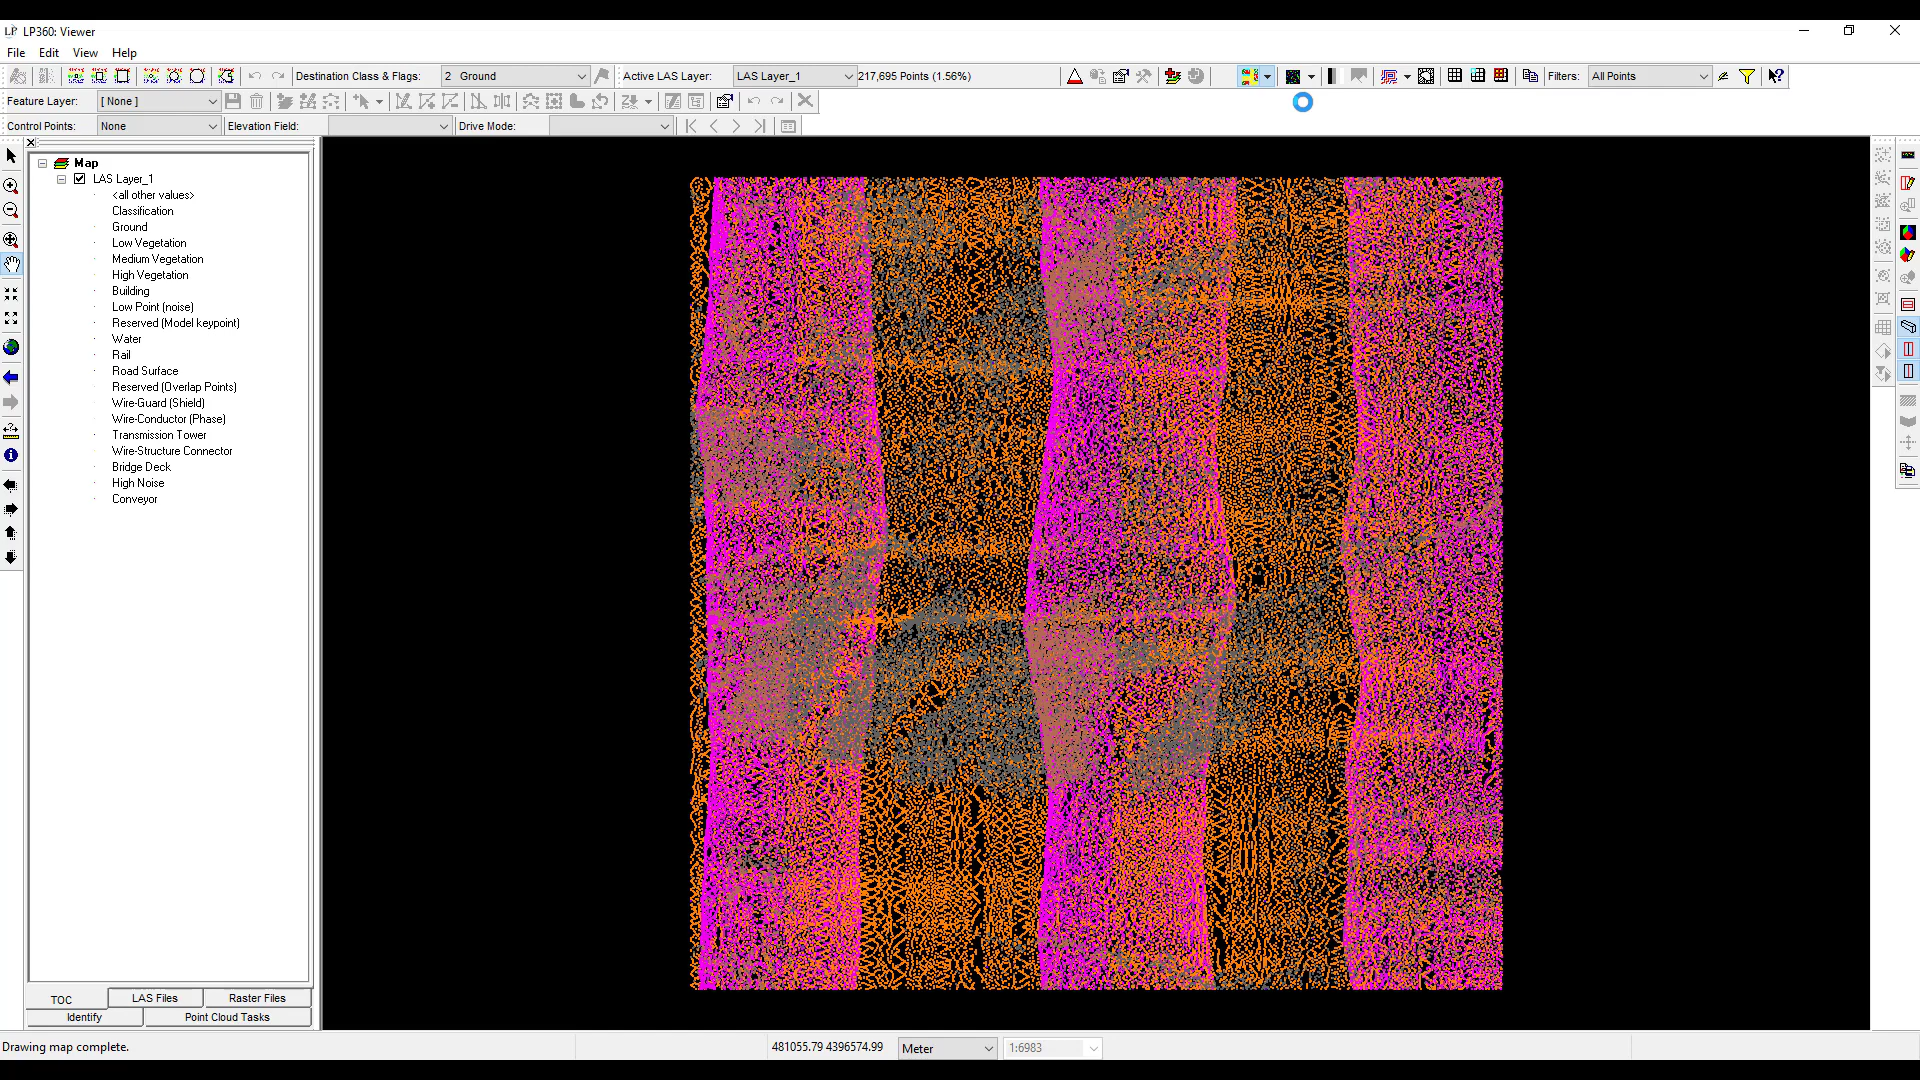 LP LP360: Viewer
File Edit View Help
Destination Class & Flags: 2 Ground Active LAS Layer: LAS Layer_1 217,695 Points (1.56%) Filters: All Points
Feature Layer: [ None ]
Control Points: None Elevation Field: Drive Mode:
Map
LAS Layer_1
<all other values>
Classification
Ground
Low Vegetation
Medium Vegetation
High Vegetation
Building
Low Point (noise)
Reserved (Model keypoint)
Water
Rail
Road Surface
Reserved (Overlap Points)
Wire-Guard (Shield)
Wire-Conductor (Phase)
Transmission Tower
Wire-Structure Connector
Bridge Deck
High Noise
Conveyor
TOC LAS Files Raster Files
Identify Point Cloud Tasks
Drawing map complete. 481055.79 4396574.99 Meter 1:6983